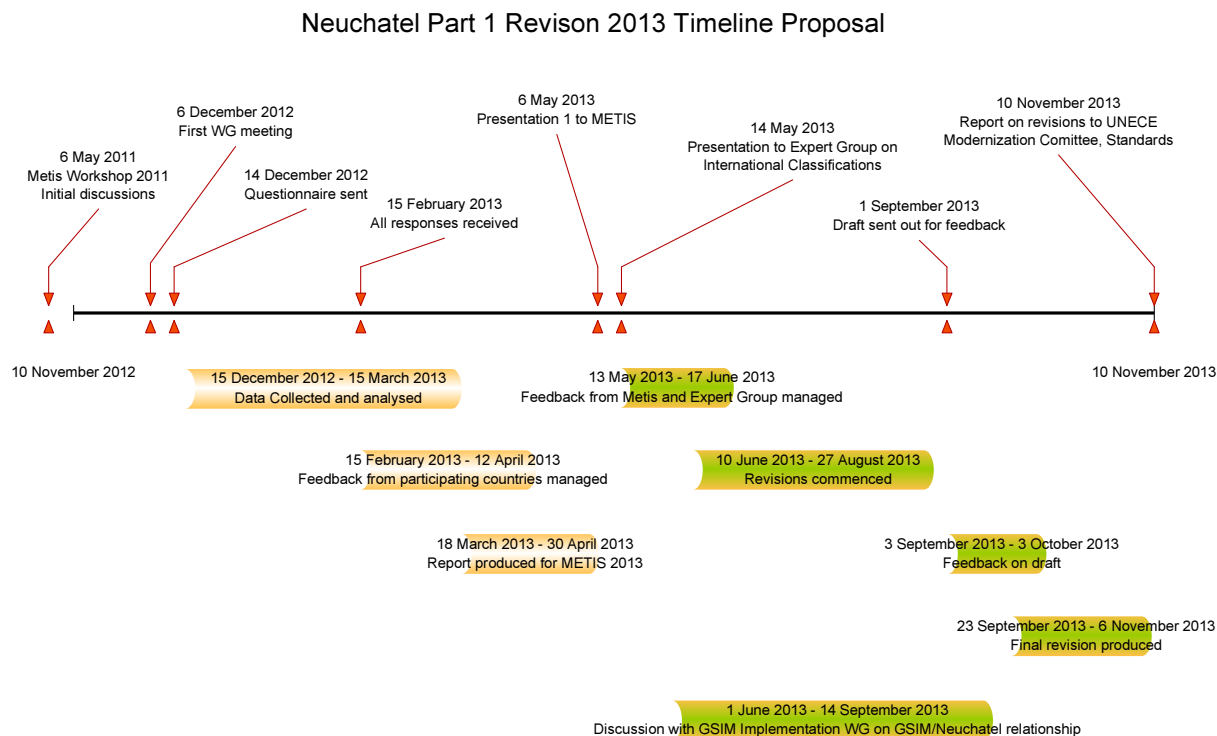 Neuchatel Part 1 Revison 2013 Timeline Proposal
6 May 2011
Metis Workshop 2011
Initial discussions
6 December 2012
First WG meeting
14 December 2012
Questionnaire sent
15 February 2013
All responses received
6 May 2013
Presentation 1 to METIS
14 May 2013
Presentation to Expert Group on
International Classifications
1 September 2013
Draft sent out for feedback
10 November 2013
Report on revisions to UNECE
Modernization Comittee, Standards
10 November 2012
10 November 2013
15 December 2012 - 15 March 2013
Data Collected and analysed
13 May 2013 - 17 June 2013
Feedback from Metis and Expert Group managed
15 February 2013 - 12 April 2013
Feedback from participating countries managed
10 June 2013 - 27 August 2013
Revisions commenced
18 March 2013 - 30 April 2013
Report produced for METIS 2013
3 September 2013 - 3 October 2013
Feedback on draft
23 September 2013 - 6 November 2013
Final revision produced
1 June 2013 - 14 September 2013
Discussion with GSIM Implementation WG on GSIM/Neuchatel relationship